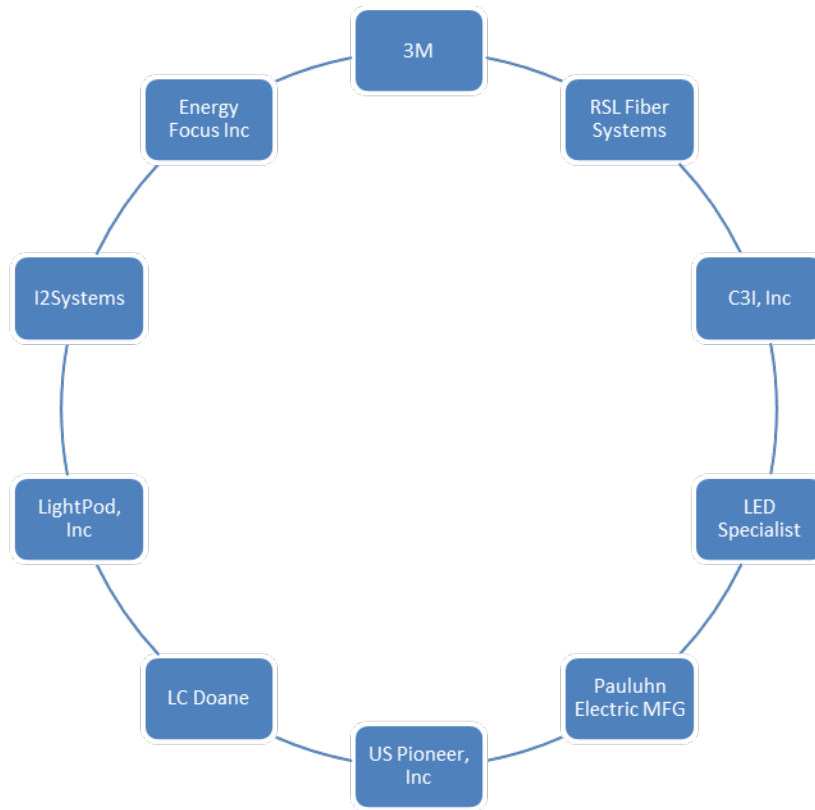 3M
RSL Fiber
Systems
C3I, Inc
LED
Specialist
Pauluhn
Electric MFG
US Pioneer,
Inc
LC Doane
LightPod,
Inc
I2Systems
Energy
Focus Inc